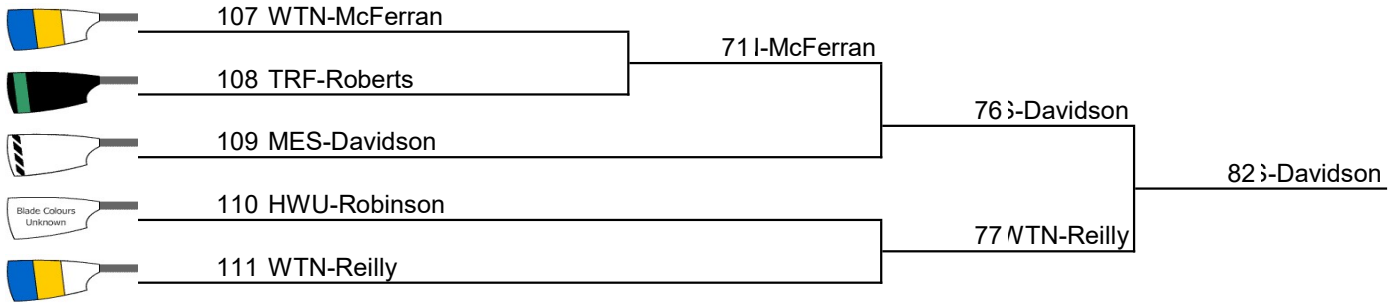 107 WTN-McFerran
71 -McFerran
108 TRF-Roberts
76 S-Davidson
109 MES-Davidson
82 S-Davidson
110 HWU-Robinson
Blade Colours
Unknown
77 WTN-Reilly
111 WTN-Reilly